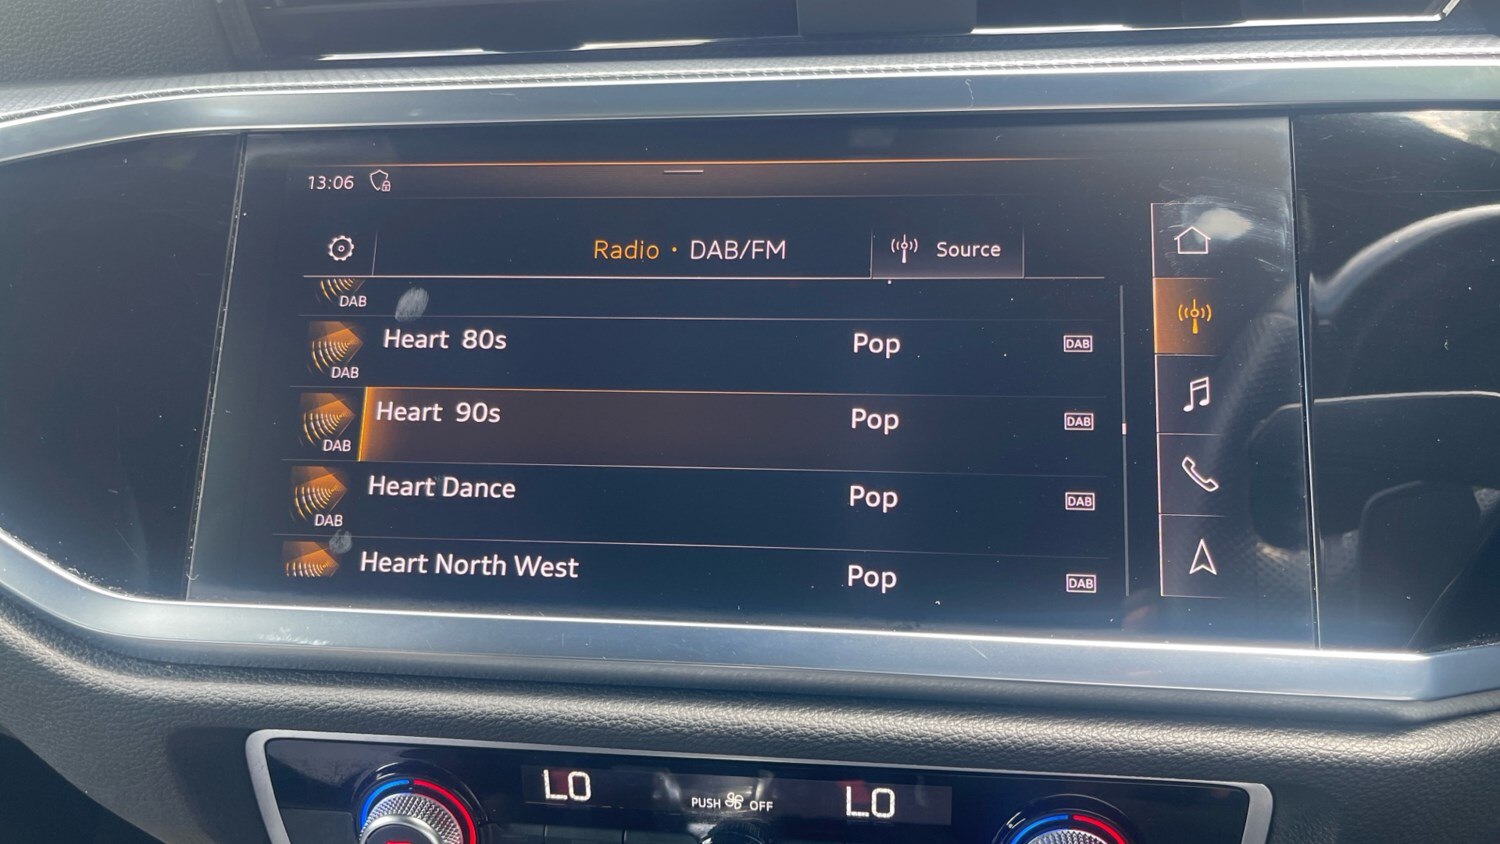 13:06
Radio • DAB/FM
Source
DAB
Heart 80s Pop DAB
DAB
Heart 90s Pop DAB
DAB
Heart Dance Pop DAB
DAB
Heart North West Pop DAB
LO PUSH OFF LO